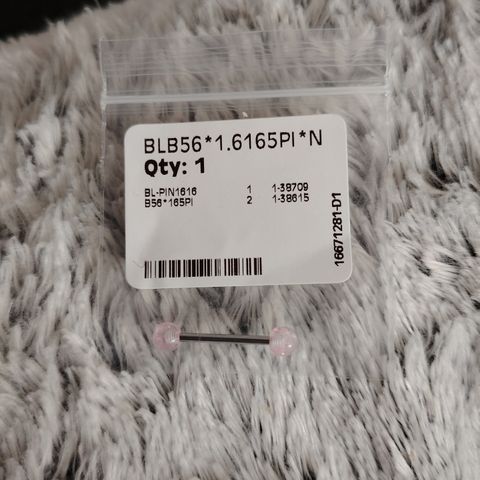 BLB56*1.6165PI*N
Qty: 1
BL-PIN1616 1 1-38709
B56*165PI 2 1-38615
16671281-D1